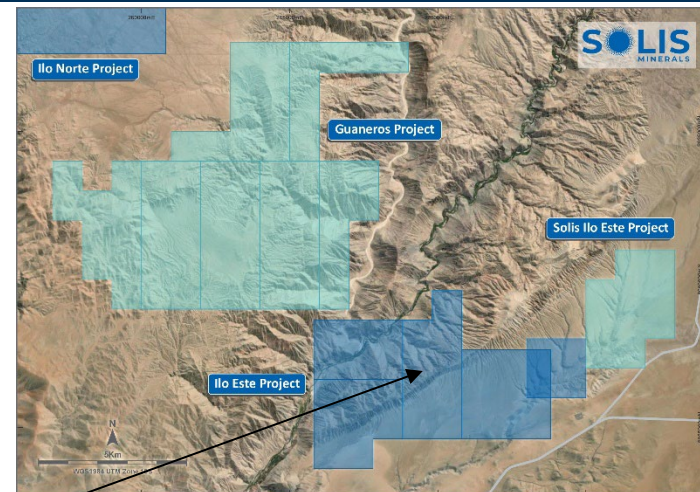 SOLIS
MINERALS
Ilo Norte Project
Guaneros Project
Solis Ilo Este Project
Ilo Este Project
N
5Km